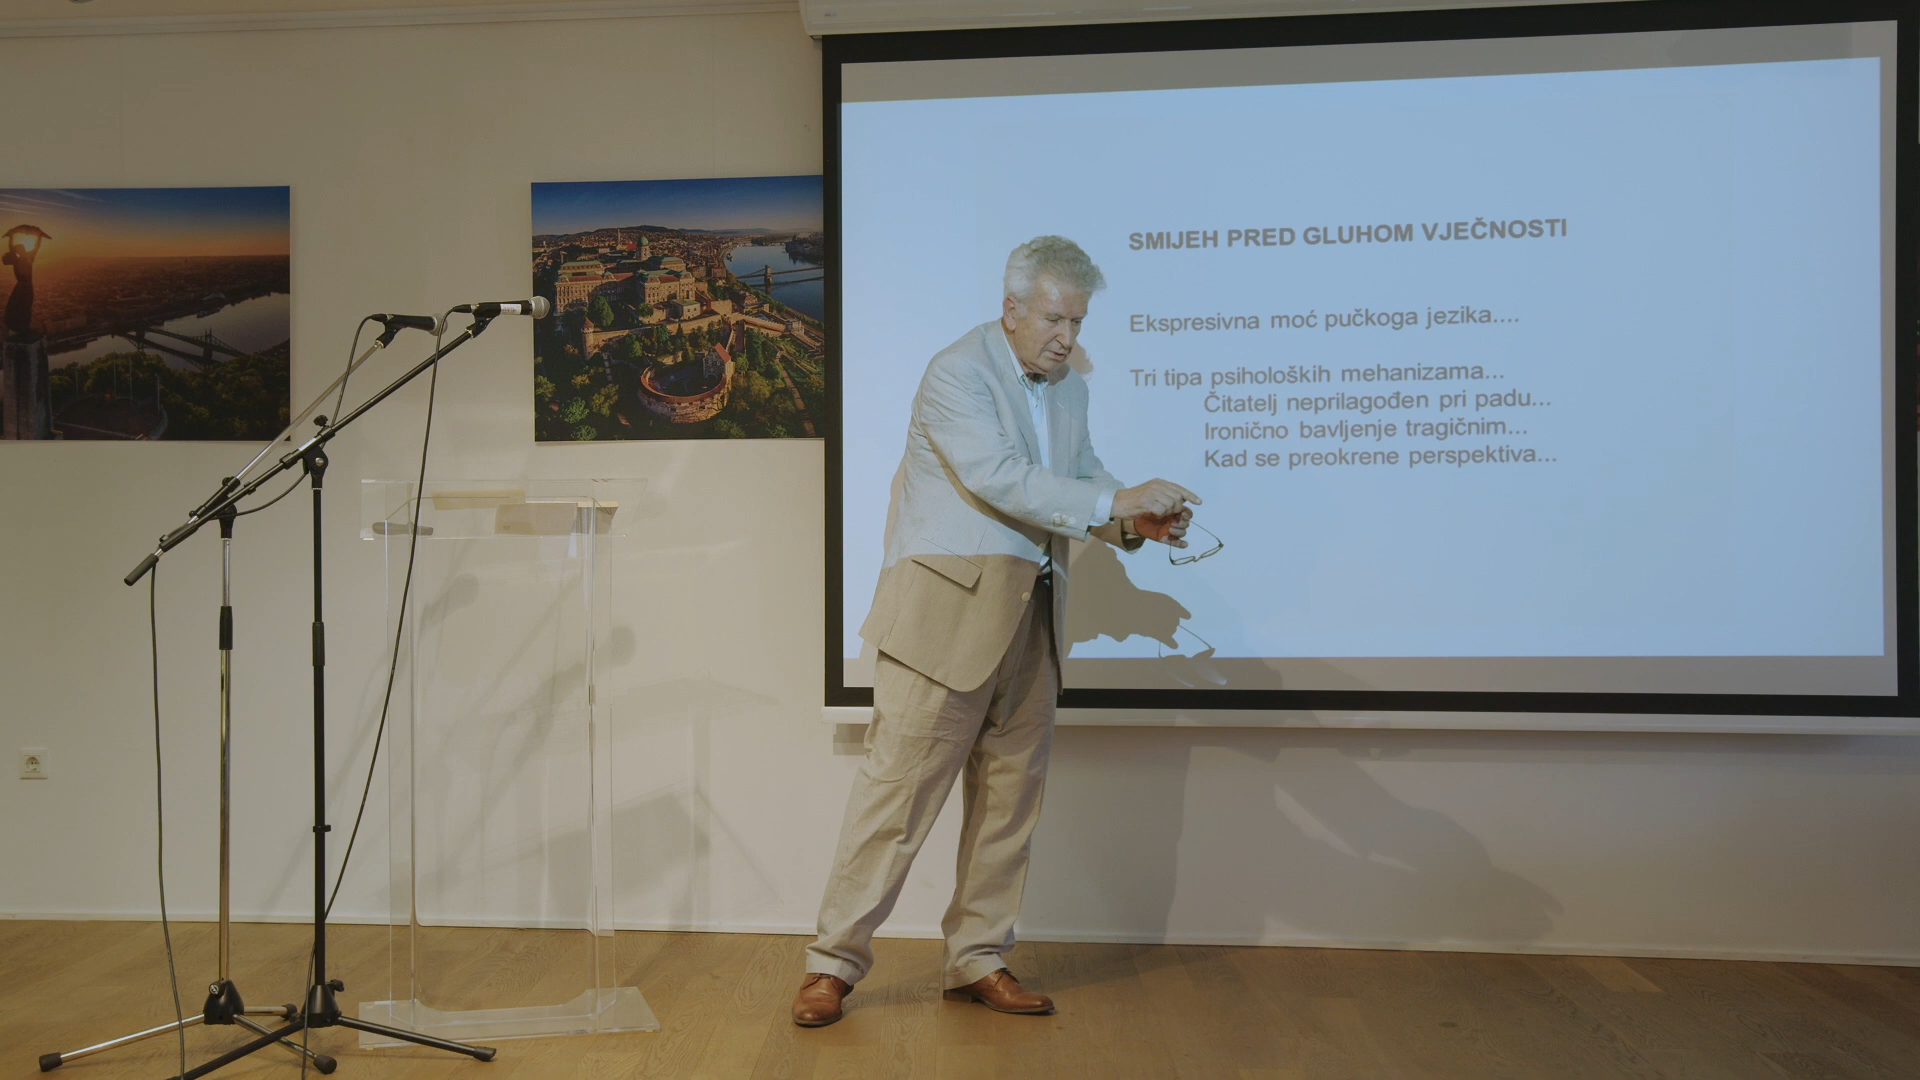 SMIJEH PRED GLUHOM VJEČNOSTI
Ekspresivna moć pučkoga jezika....
Tri tipa psiholoških mehanizama...
Čitatelj neprilagođen pri padu...
Ironično bavljenje tragičnim...
Kad se preokrene perspektiva...